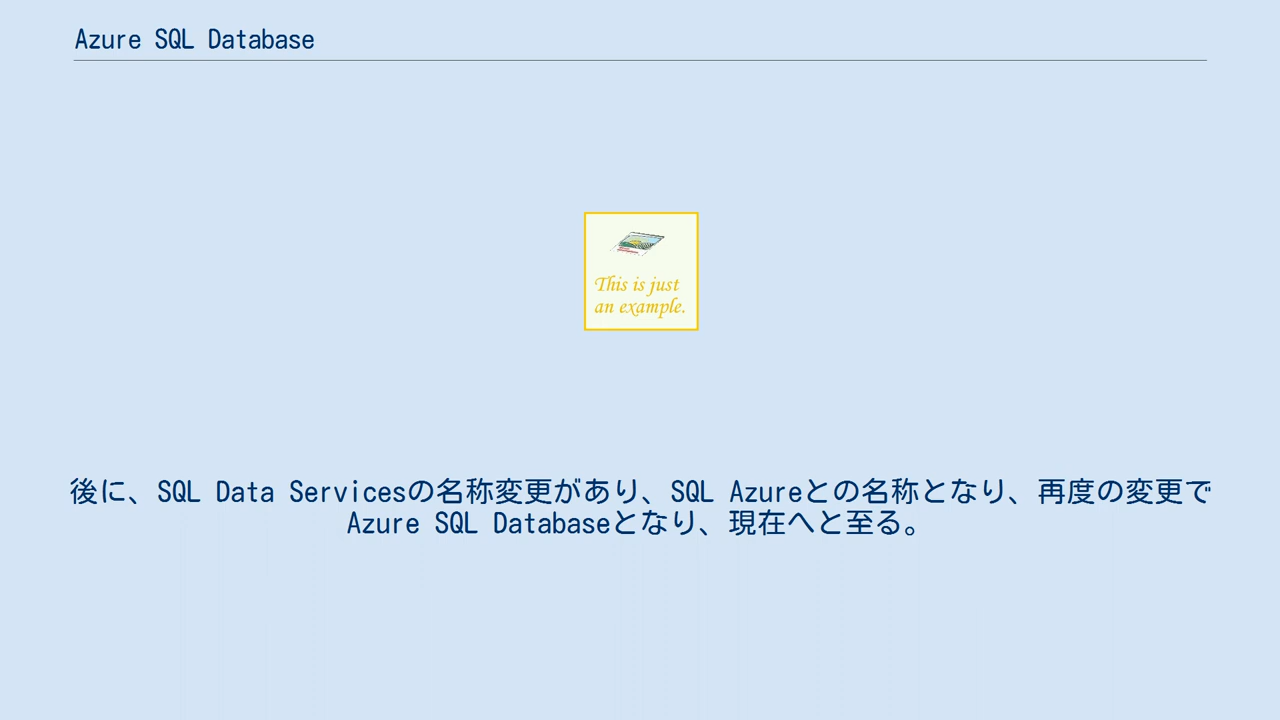 Azure SQL Database
This is just
an example.
後に、SQL Data Servicesの名称変更があり、SQL Azureとの名称となり、再度の変更で
Azure SQL Databaseとなり、現在へと至る。